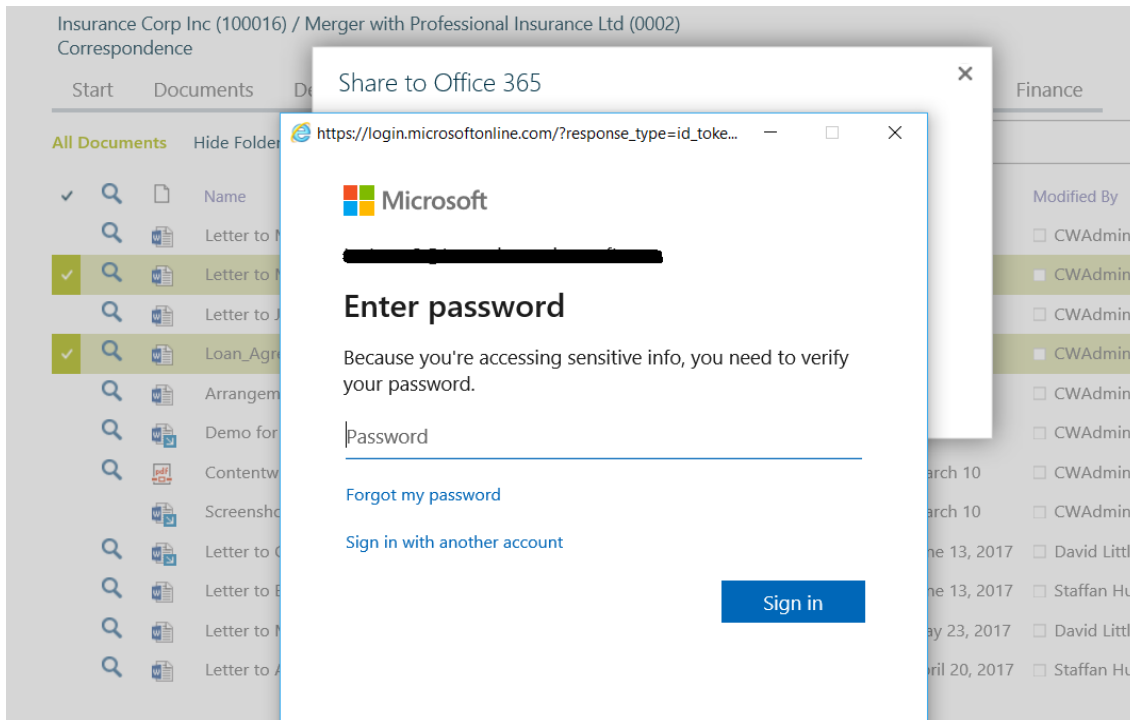 Insurance Corp Inc (100016) / Merger with Professional Insurance Ltd (0002)
Correspondence
Start Documents Finance
Share to Office 365
All Documents Hide Folder
https://login.microsoftonline.com/?response_type=id_toke...
Microsoft
Enter password
Because you're accessing sensitive info, you need to verify
your password.
Password
Forgot my password
Sign in with another account
Sign in
Name Modified By
Letter to CWAdmin
Letter to CWAdmin
Letter to J CWAdmin
Loan_Agre CWAdmin
Arrangem CWAdmin
Demo for CWAdmin
Contentw arch 10 CWAdmin
Screensho arch 10 CWAdmin
Letter to ne 13, 2017 David Littl
Letter to ne 13, 2017 Staffan Hu
Letter to ay 23, 2017 David Littl
Letter to ril 20, 2017 Staffan Hu